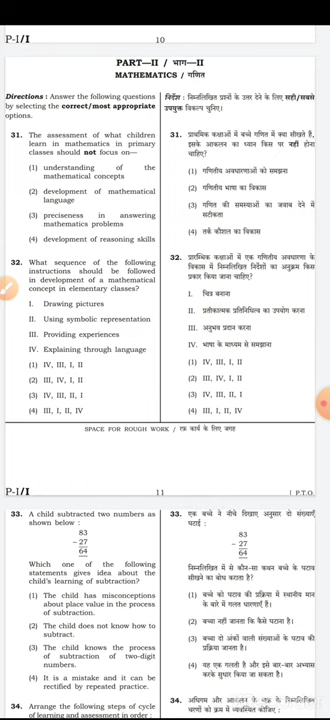 P-I/I
10
PART—II / भाग—II
MATHEMATICS / गणित
Directions : Answer the following questions
by selecting the correct/most appropriate
options.
31. The assessment of what children
learn in mathematics in primary
classes should not focus on—
(1) understanding of the
mathematical concepts
(2) development of mathematical
language
(3) preciseness in answering
mathematics problems
(4) development of reasoning skills
32. What sequence of the following
instructions should be followed
in development of a mathematical
concept in elementary classes?
I. Drawing pictures
II. Using symbolic representation
III. Providing experiences
IV. Explaining through language
(1) IV, III, I, II
(2) III, IV, I, II
(3) IV, III, II, I
(4) III, I, II, IV
निर्देश : निम्नलिखित प्रश्नों के उत्तर देने के लिए सही/सबसे
उपयुक्त विकल्प चुनिए।
31. प्राथमिक कक्षाओं में बच्चे गणित में क्या सीखते हैं,
इसके आकलन का ध्यान किस पर नहीं होना
चाहिए?
(1) गणितीय अवधारणाओं को समझना
(2) गणितीय भाषा का विकास
(3) गणित की समस्याओं का जवाब देने में
सटीकता
(4) तर्क कौशल का विकास
32. प्रारम्भिक कक्षाओं में एक गणितीय अवधारणा के
विकास में निम्नलिखित निर्देशों का अनुक्रम किस
प्रकार किया जाना चाहिए?
I. चित्र बनाना
II. प्रतीकात्मक प्रतिनिधित्व का उपयोग करना
III. अनुभव प्रदान करना
IV. भाषा के माध्यम से समझाना
(1) IV, III, I, II
(2) III, IV, I, II
(3) IV, III, II, I
(4) III, I, II, IV
SPACE FOR ROUGH WORK / रफ़ कार्य के लिए जगह
P-I/I
11
[ P.T.O.
33. A child subtracted two numbers as
shown below :
83
− 27
64
Which one of the following
statements gives idea about the
child's learning of subtraction?
(1) The child has misconceptions
about place value in the process
of subtraction.
(2) The child does not know how to
subtract.
(3) The child knows the process
of subtraction of two-digit
numbers.
(4) It is a mistake and it can be
rectified by repeated practice.
34. Arrange the following steps of cycle
of learning and assessment in order :
33. एक बच्चे ने नीचे दिखाए अनुसार दो संख्याएँ
घटाई :
83
− 27
64
निम्नलिखित में से कौन-सा कथन बच्चे के घटाव
सीखने का बोध कराता है?
(1) बच्चे को घटाव की प्रक्रिया में स्थानीय मान
के बारे में गलत धारणाएँ है।
(2) बच्चा नहीं जानता कि कैसे घटाना है।
(3) बच्चा दो अंकों वाली संख्याओं के घटाव की
प्रक्रिया जानता है।
(4) यह एक गलती है और इसे बार-बार अभ्यास
करके सुधार किया जा सकता है।
34. अधिगम और आकलन के चक्र के निम्नलिखित
चरणों को क्रम में व्यवस्थित कीजिए :